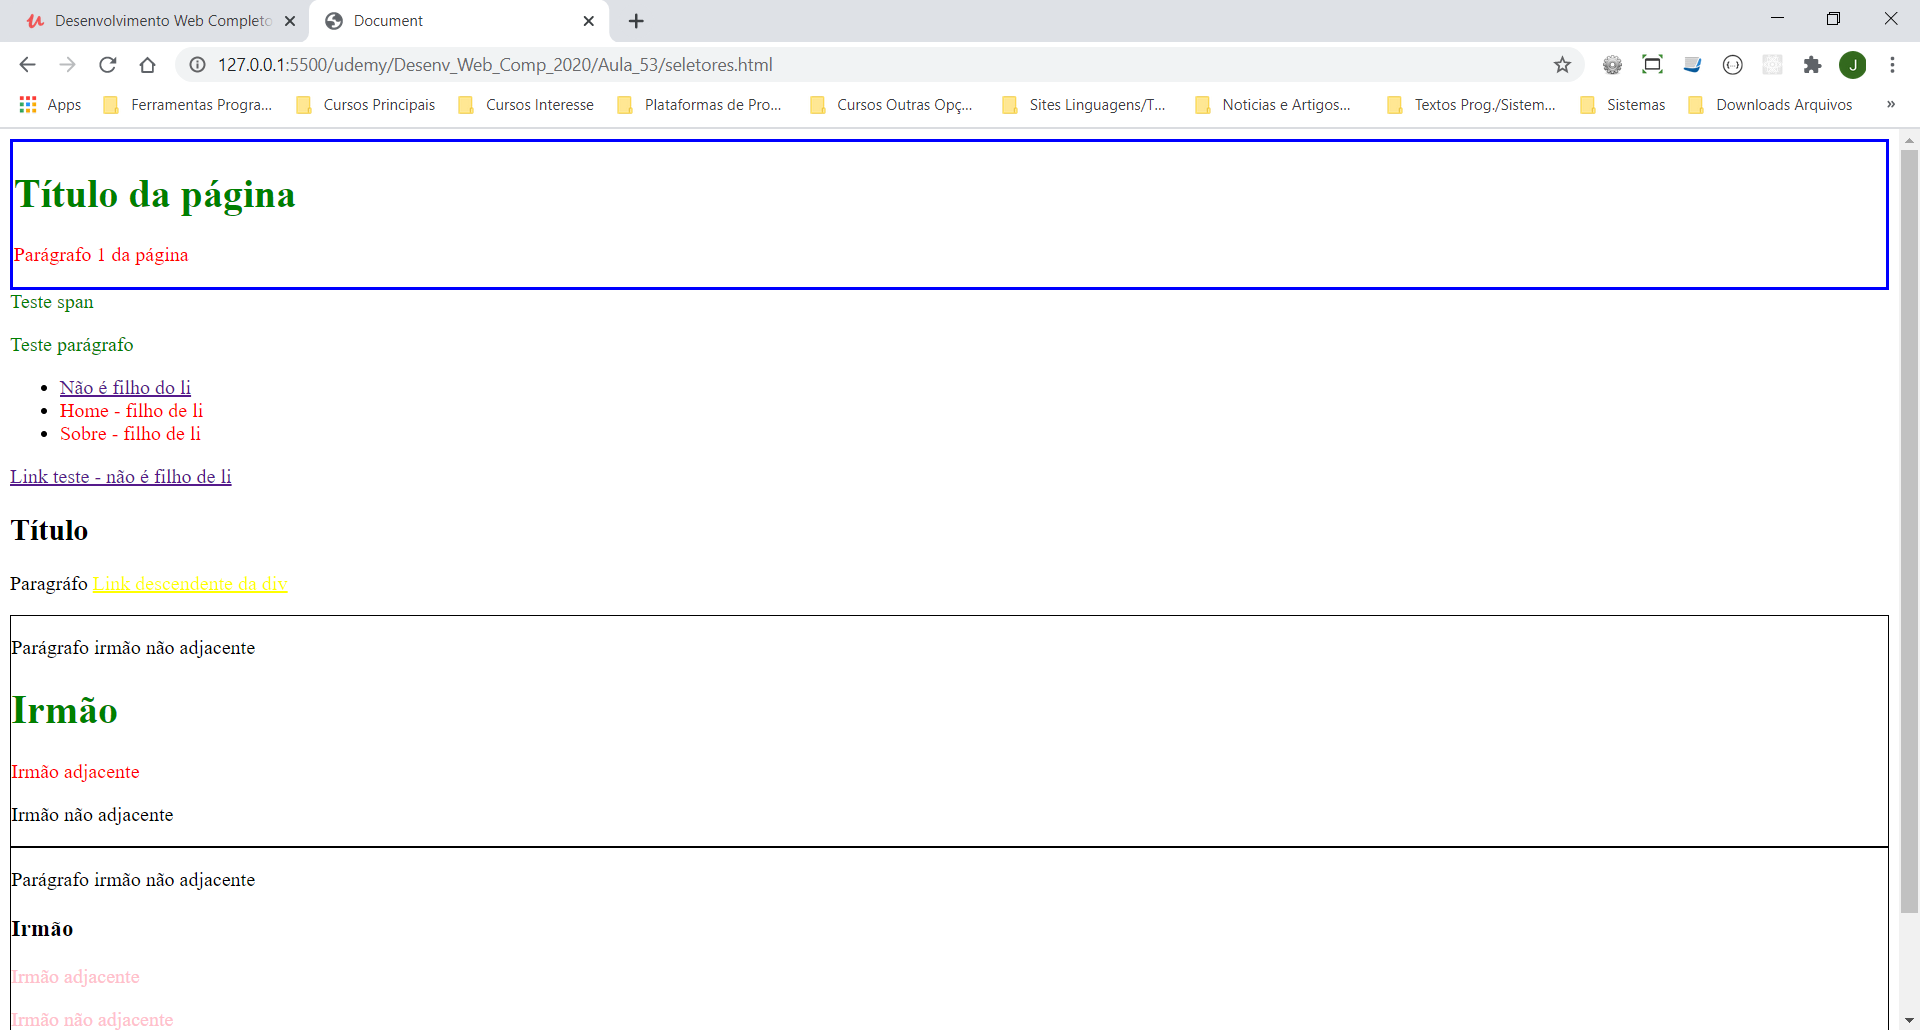 Desenvolvimento Web Completo
Document
127.0.0.1:5500/udemy/Desenv_Web_Comp_2020/Aula_53/seletores.html
J
Apps
Ferramentas Progra...
Cursos Principais
Cursos Interesse
Plataformas de Pro...
Cursos Outras Opç...
Sites Linguagens/T...
Noticias e Artigos...
Textos Prog./Sistem...
Sistemas
Downloads Arquivos
»
Título da página
Parágrafo 1 da página
Teste span
Teste parágrafo
Não é filho do li
Home - filho de li
Sobre - filho de li
Link teste - não é filho de li
Título
Paragráfo Link descendente da div
Parágrafo irmão não adjacente
Irmão
Irmão adjacente
Irmão não adjacente
Parágrafo irmão não adjacente
Irmão
Irmão adjacente
Irmão não adjacente